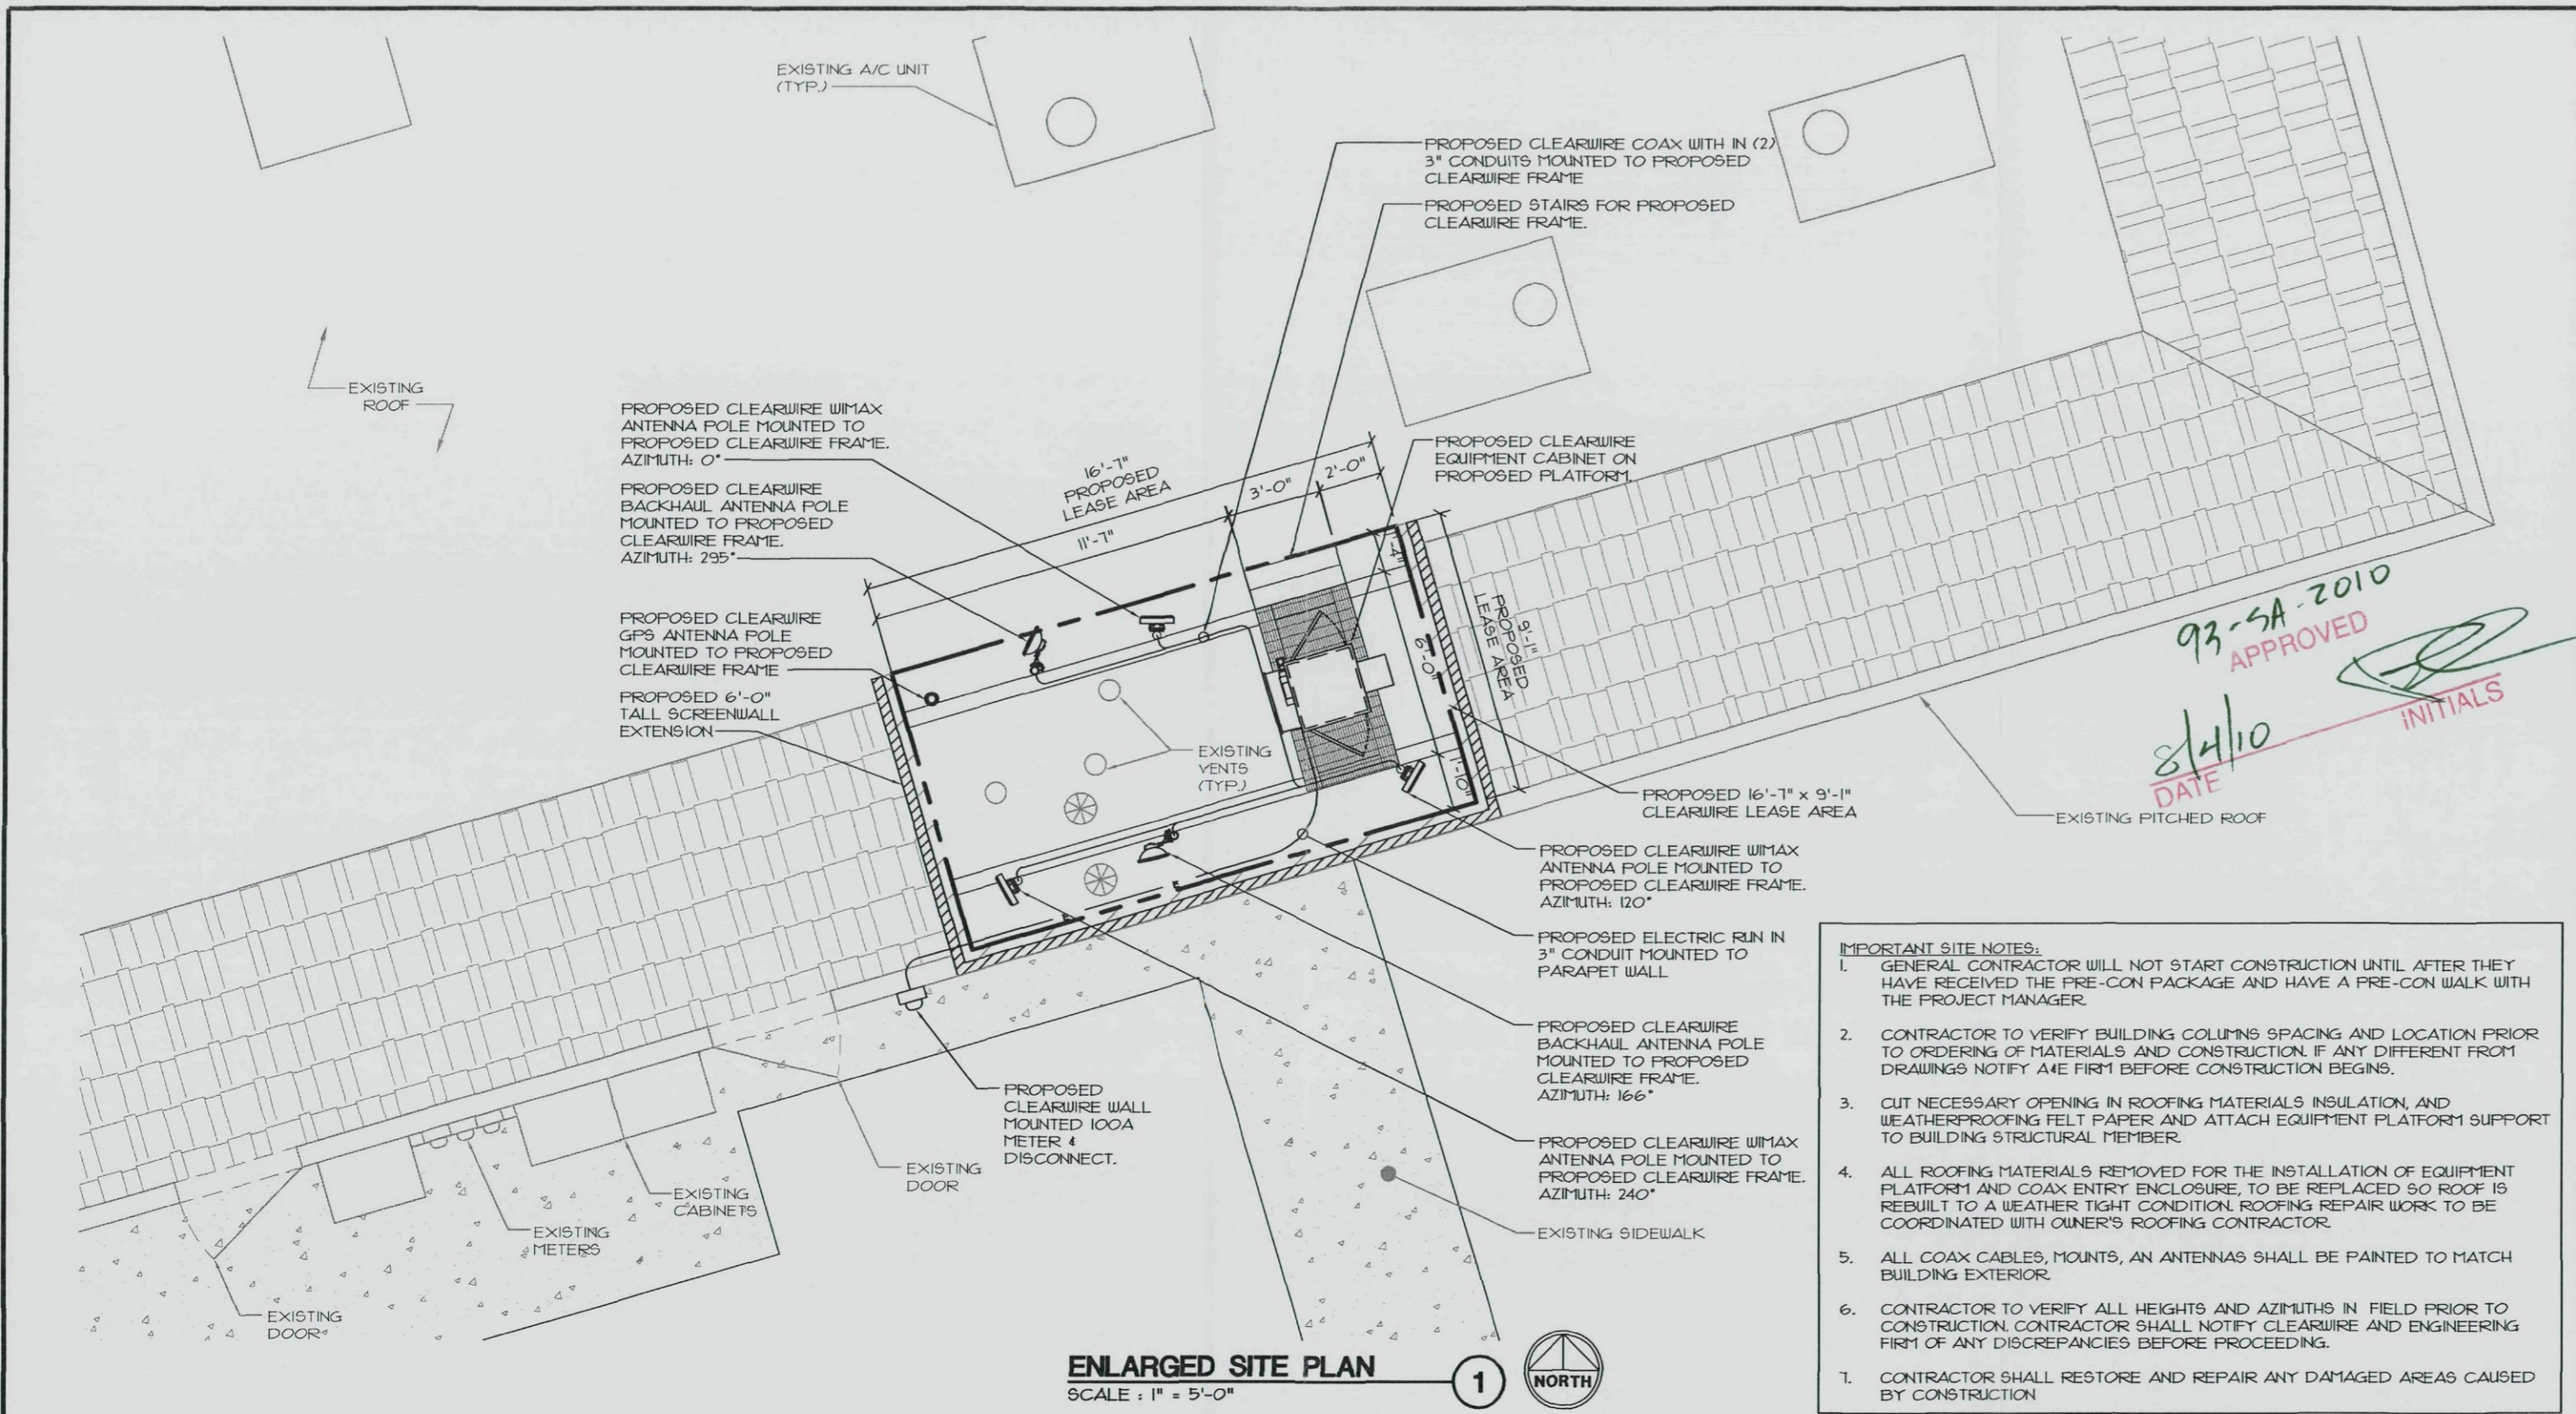 EXISTING A/C UNIT
(TYP.)
PROPOSED CLEARWIRE COAX WITH IN (2)
3" CONDUITS MOUNTED TO PROPOSED
CLEARWIRE FRAME
PROPOSED STAIRS FOR PROPOSED
CLEARWIRE FRAME.
EXISTING
ROOF
PROPOSED CLEARWIRE WIMAX
ANTENNA POLE MOUNTED TO
PROPOSED CLEARWIRE FRAME.
AZIMUTH: 0°
PROPOSED CLEARWIRE
BACKHAUL ANTENNA POLE
MOUNTED TO PROPOSED
CLEARWIRE FRAME.
AZIMUTH: 295°
PROPOSED CLEARWIRE
GPS ANTENNA POLE
MOUNTED TO PROPOSED
CLEARWIRE FRAME
PROPOSED 6'-0"
TALL SCREENWALL
EXTENSION
16'-7"
PROPOSED
LEASE AREA
11'-7"
3'-0"
2'-0"
PROPOSED CLEARWIRE
EQUIPMENT CABINET ON
PROPOSED PLATFORM.
6'-0"
1'-10"
9'-1"
PROPOSED
LEASE AREA
EXISTING
VENTS
(TYP.)
93-SA-2010
APPROVED
8/4/10
DATE
INITIALS
EXISTING PITCHED ROOF
PROPOSED 16'-7" x 9'-1"
CLEARWIRE LEASE AREA
PROPOSED CLEARWIRE WIMAX
ANTENNA POLE MOUNTED TO
PROPOSED CLEARWIRE FRAME.
AZIMUTH: 120°
PROPOSED ELECTRIC RUN IN
3" CONDUIT MOUNTED TO
PARAPET WALL
PROPOSED CLEARWIRE
BACKHAUL ANTENNA POLE
MOUNTED TO PROPOSED
CLEARWIRE FRAME.
AZIMUTH: 166°
PROPOSED CLEARWIRE WIMAX
ANTENNA POLE MOUNTED TO
PROPOSED CLEARWIRE FRAME.
AZIMUTH: 240°
EXISTING SIDEWALK
PROPOSED
CLEARWIRE WALL
MOUNTED 100A
METER &
DISCONNECT.
EXISTING
DOOR
EXISTING
CABINETS
EXISTING
METERS
EXISTING
DOOR
IMPORTANT SITE NOTES:
1. GENERAL CONTRACTOR WILL NOT START CONSTRUCTION UNTIL AFTER THEY
HAVE RECEIVED THE PRE-CON PACKAGE AND HAVE A PRE-CON WALK WITH
THE PROJECT MANAGER.
2. CONTRACTOR TO VERIFY BUILDING COLUMNS SPACING AND LOCATION PRIOR
TO ORDERING OF MATERIALS AND CONSTRUCTION. IF ANY DIFFERENT FROM
DRAWINGS NOTIFY A&E FIRM BEFORE CONSTRUCTION BEGINS.
3. CUT NECESSARY OPENING IN ROOFING MATERIALS INSULATION, AND
WEATHERPROOFING FELT PAPER AND ATTACH EQUIPMENT PLATFORM SUPPORT
TO BUILDING STRUCTURAL MEMBER.
4. ALL ROOFING MATERIALS REMOVED FOR THE INSTALLATION OF EQUIPMENT
PLATFORM AND COAX ENTRY ENCLOSURE, TO BE REPLACED SO ROOF IS
REBUILT TO A WEATHER TIGHT CONDITION. ROOFING REPAIR WORK TO BE
COORDINATED WITH OWNER'S ROOFING CONTRACTOR.
5. ALL COAX CABLES, MOUNTS, AN ANTENNAS SHALL BE PAINTED TO MATCH
BUILDING EXTERIOR.
6. CONTRACTOR TO VERIFY ALL HEIGHTS AND AZIMUTHS IN FIELD PRIOR TO
CONSTRUCTION. CONTRACTOR SHALL NOTIFY CLEARWIRE AND ENGINEERING
FIRM OF ANY DISCREPANCIES BEFORE PROCEEDING.
7. CONTRACTOR SHALL RESTORE AND REPAIR ANY DAMAGED AREAS CAUSED
BY CONSTRUCTION
ENLARGED SITE PLAN
SCALE : 1" = 5'-0"
1
NORTH